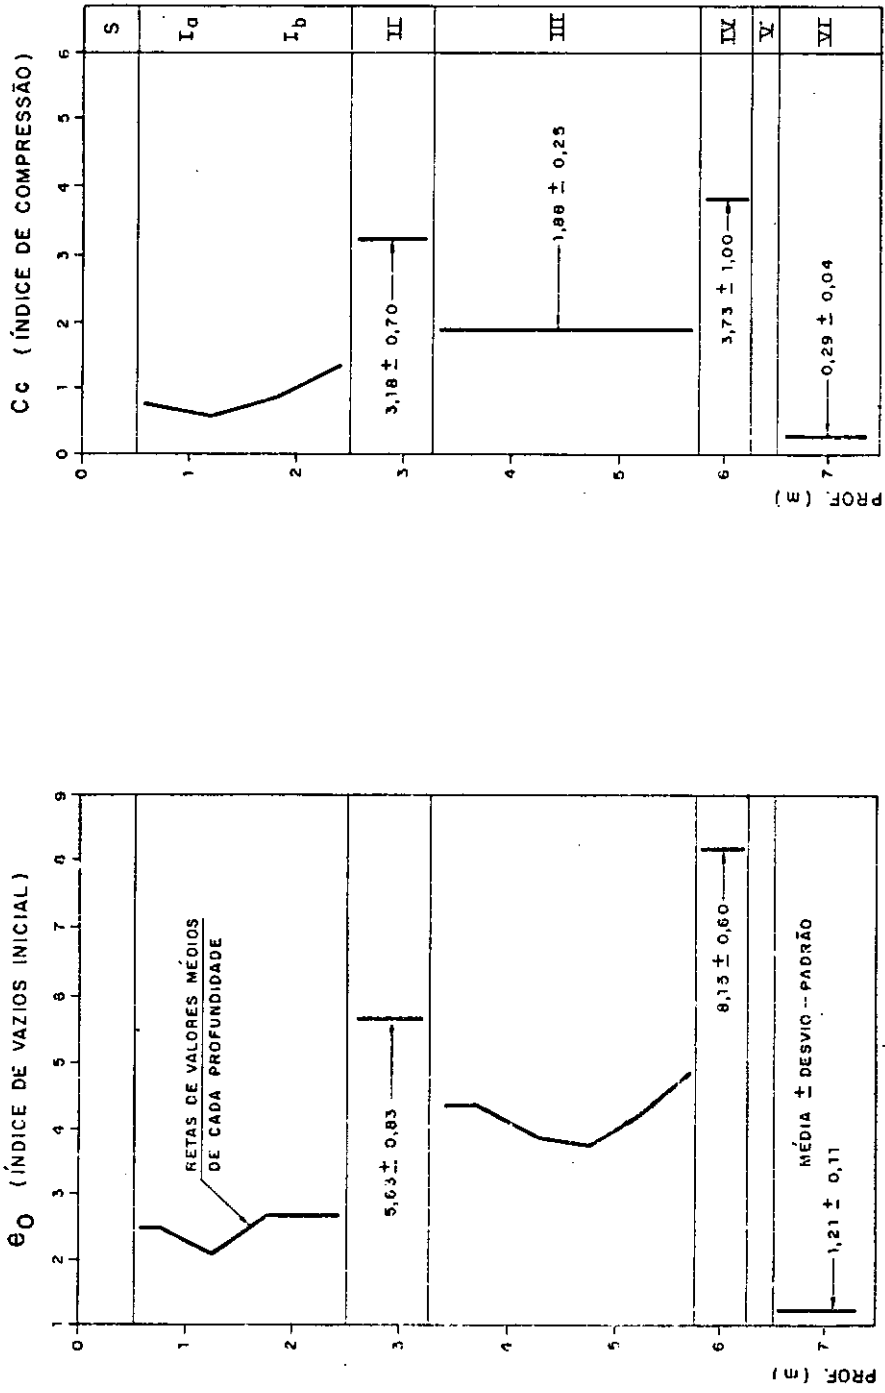 e0 (ÍNDICE DE VAZIOS INICIAL)
1 2 3 4 5 6 7 8 9
0
1
2
3
4
5
6
7
PROF. (m)
RETAS DE VALORES MÉDIOS
DE CADA PROFUNDIDADE
5,63 ± 0,83
8,13 ± 0,60
MÉDIA ± DESVIO-PADRÃO
1,21 ± 0,11
Cc (ÍNDICE DE COMPRESSÃO)
0 1 2 3 4 5 6
0
1
2
3
4
5
6
7
PROF. (m)
S
Ia
Ib
II
III
IV
V
VI
3,18 ± 0,70
1,88 ± 0,25
3,73 ± 1,00
0,29 ± 0,04